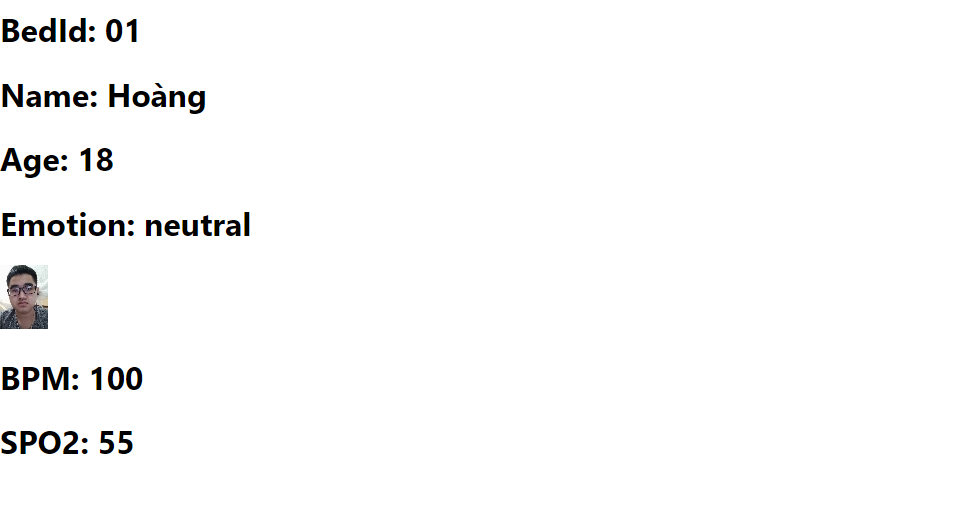 BedId: 01
Name: Hoàng
Age: 18
Emotion: neutral
BPM: 100
SPO2: 55